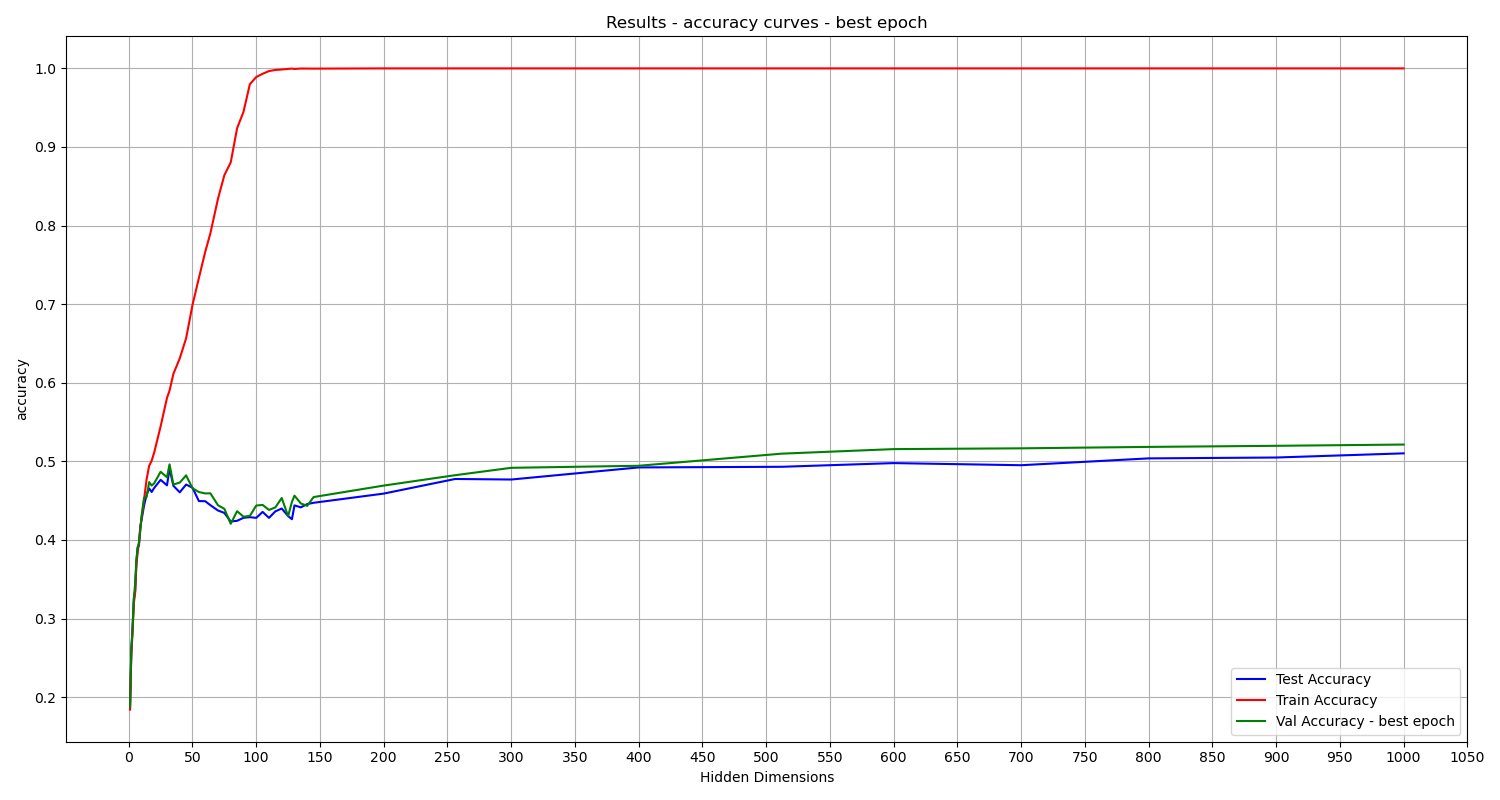 Results - accuracy curves - best epoch
accuracy
1.0
0.9
0.8
0.7
0.6
0.5
0.4
0.3
0.2
0 50 100 150 200 250 300 350 400 450 500 550 600 650 700 750 800 850 900 950 1000 1050
Hidden Dimensions
Test Accuracy
Train Accuracy
Val Accuracy - best epoch